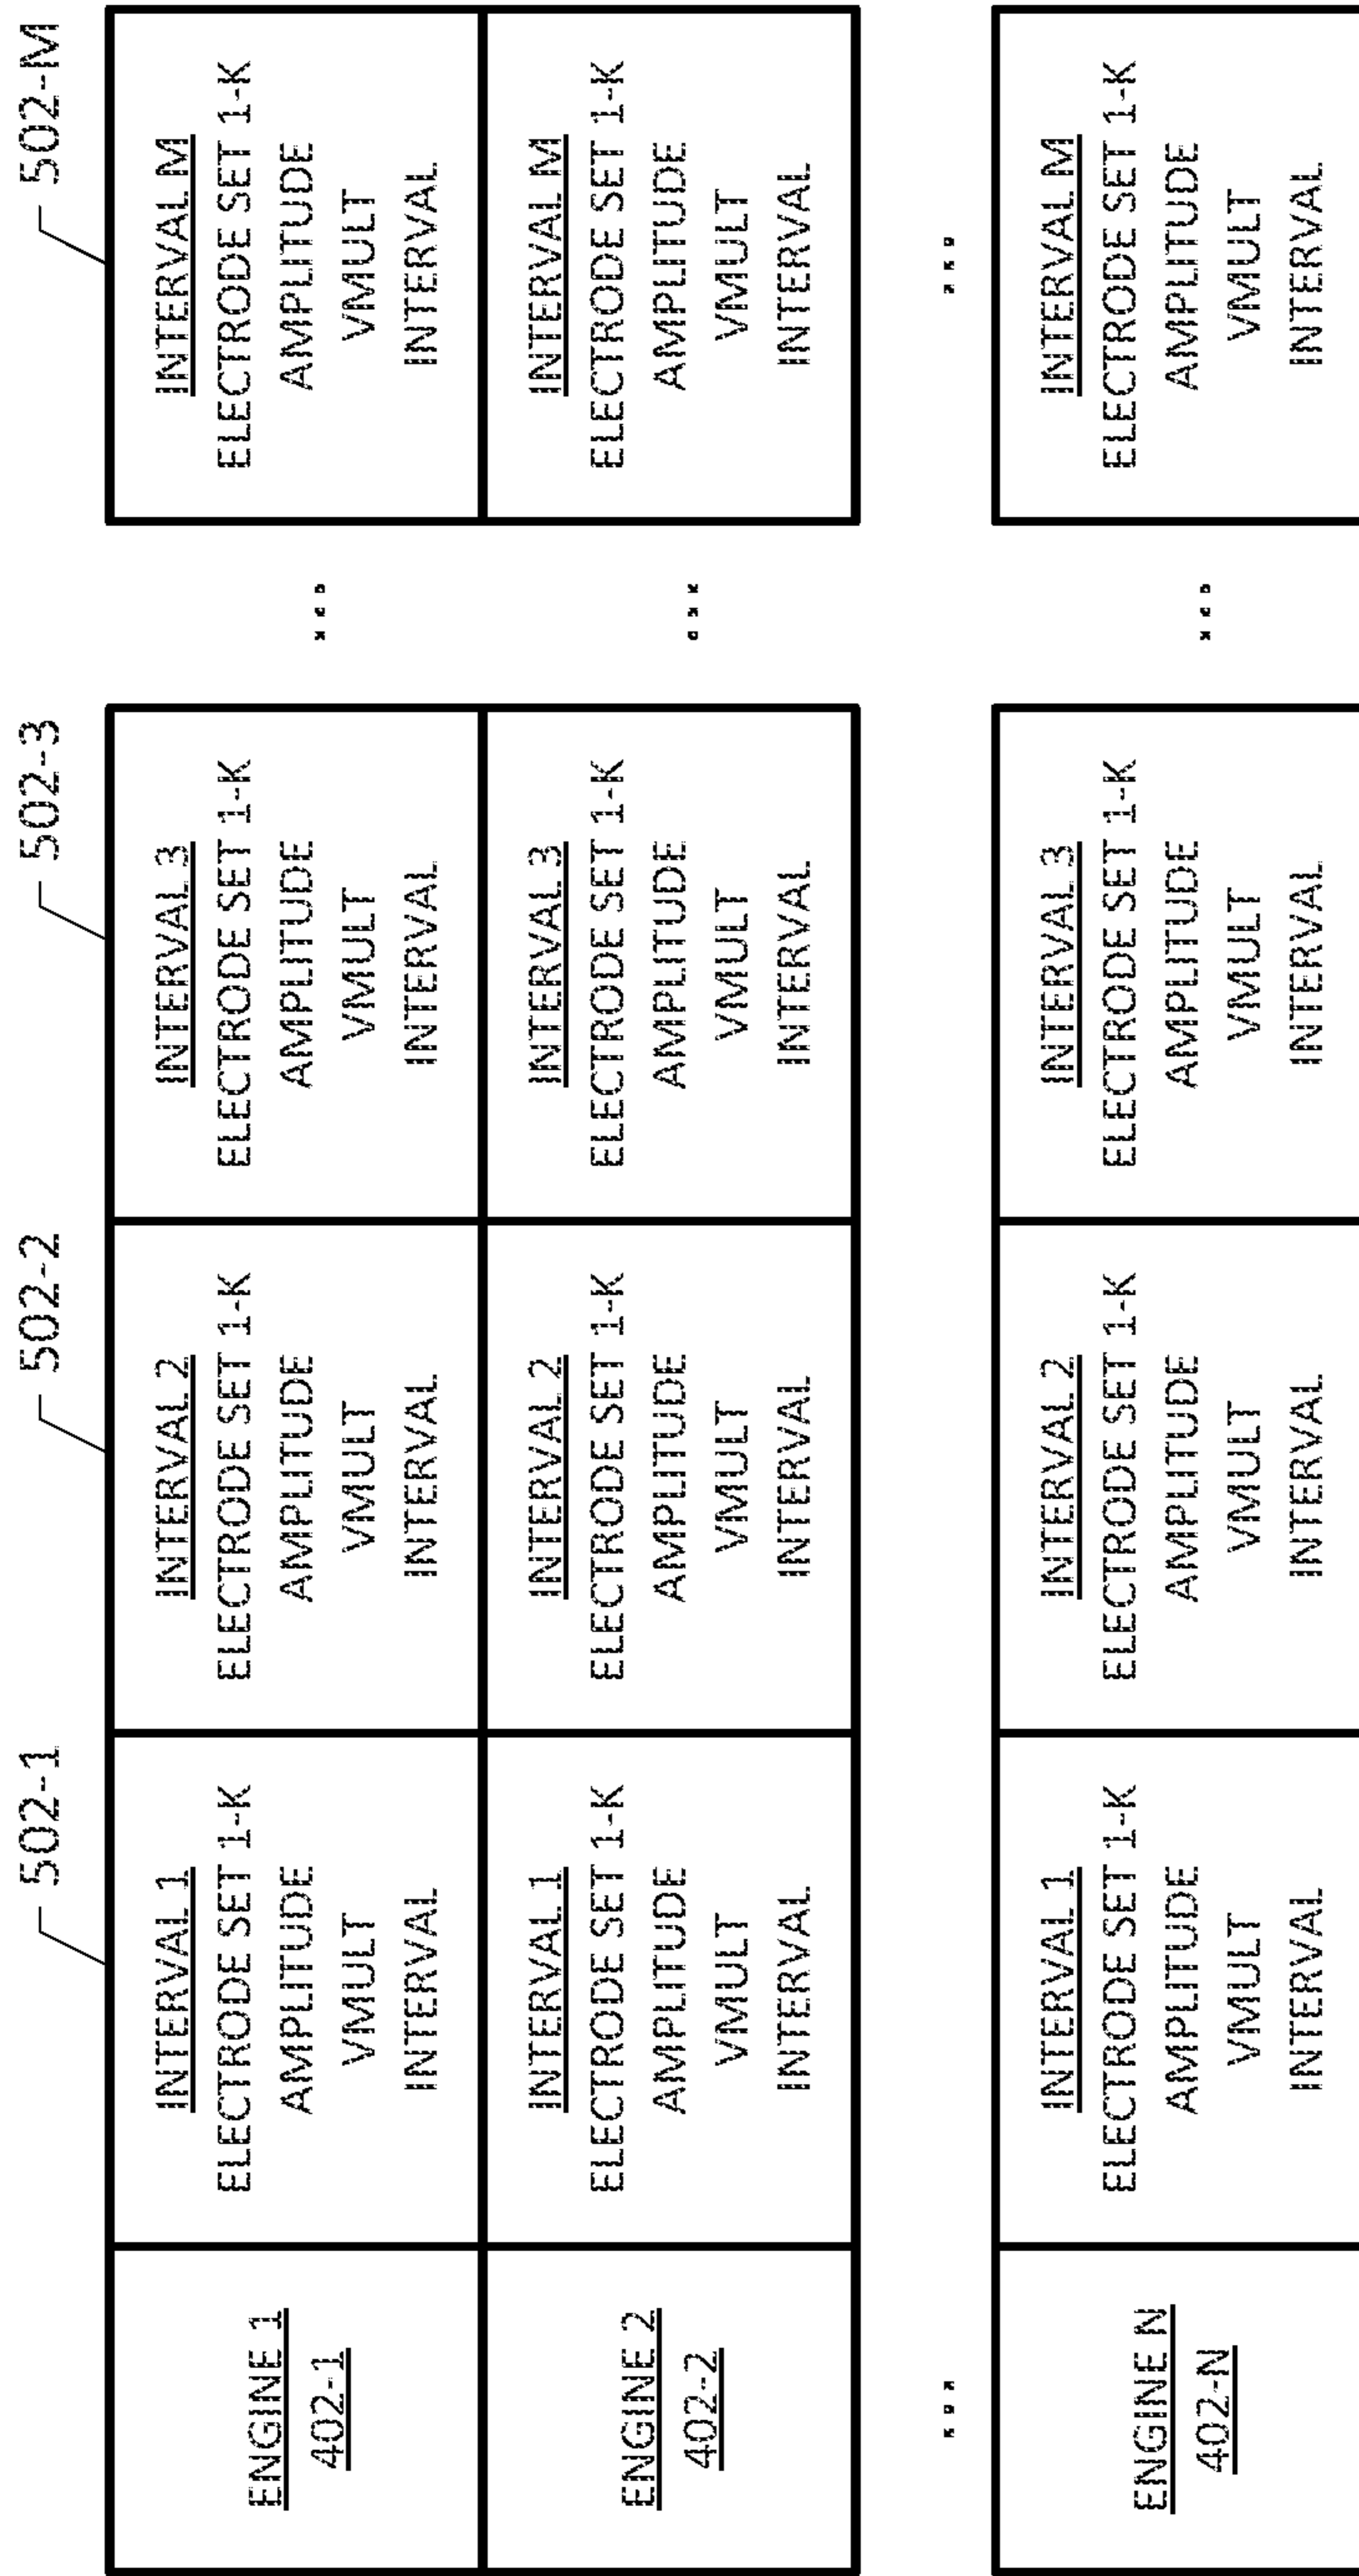 502-1
502-2
502-3
502-M
ENGINE 1
402-1
INTERVAL 1
ELECTRODE SET 1-K
AMPLITUDE
VMULT
INTERVAL
INTERVAL 2
ELECTRODE SET 1-K
AMPLITUDE
VMULT
INTERVAL
INTERVAL 3
ELECTRODE SET 1-K
AMPLITUDE
VMULT
INTERVAL
...
INTERVAL M
ELECTRODE SET 1-K
AMPLITUDE
VMULT
INTERVAL
ENGINE 2
402-2
INTERVAL 1
ELECTRODE SET 1-K
AMPLITUDE
VMULT
INTERVAL
INTERVAL 2
ELECTRODE SET 1-K
AMPLITUDE
VMULT
INTERVAL
INTERVAL 3
ELECTRODE SET 1-K
AMPLITUDE
VMULT
INTERVAL
...
INTERVAL M
ELECTRODE SET 1-K
AMPLITUDE
VMULT
INTERVAL
...
...
ENGINE N
402-N
INTERVAL 1
ELECTRODE SET 1-K
AMPLITUDE
VMULT
INTERVAL
INTERVAL 2
ELECTRODE SET 1-K
AMPLITUDE
VMULT
INTERVAL
INTERVAL 3
ELECTRODE SET 1-K
AMPLITUDE
VMULT
INTERVAL
...
INTERVAL M
ELECTRODE SET 1-K
AMPLITUDE
VMULT
INTERVAL